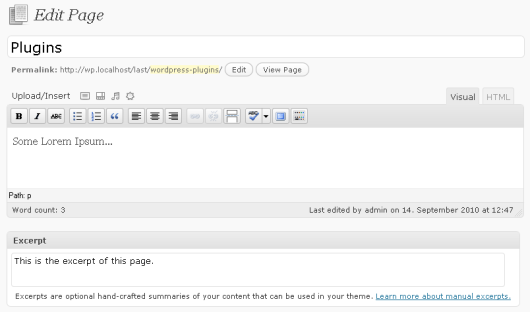 Edit Page
Plugins
Permalink: http://wp.localhost/last/wordpress-plugins/ Edit View Page
Upload/Insert Visual HTML
B I ABC
Some Lorem Ipsum...
Path: p
Word count: 3 Last edited by admin on 14. September 2010 at 12:47
Excerpt
This is the excerpt of this page.
Excerpts are optional hand-crafted summaries of your content that can be used in your theme. Learn more about manual excerpts.